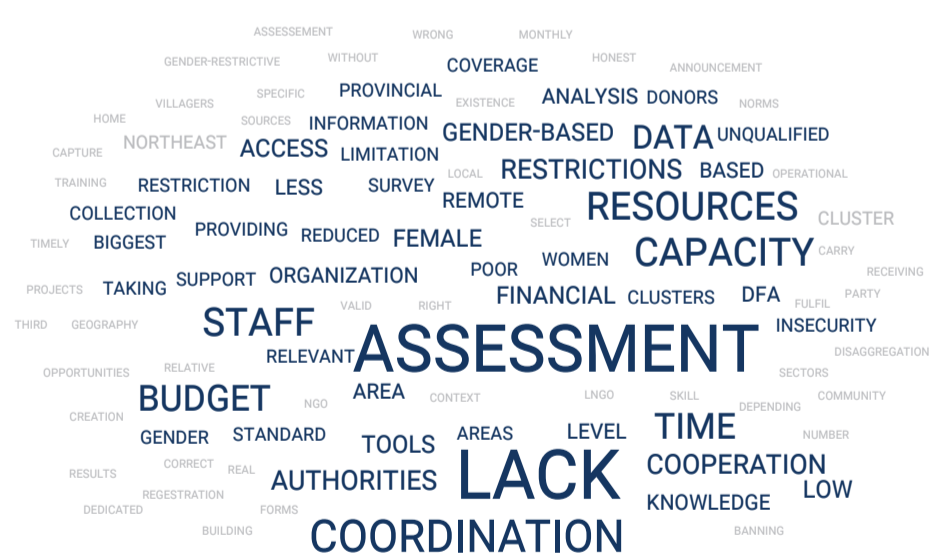 ASSESSEMENT WRONG MONTHLY
GENDER-RESTRICTIVE WITHOUT COVERAGE HONEST ANNOUNCEMENT
VILLAGERS SPECIFIC PROVINCIAL EXISTENCE ANALYSIS DONORS NORMS
HOME SOURCES INFORMATION GENDER-BASED DATA UNQUALIFIED
CAPTURE NORTHEAST ACCESS LIMITATION
TRAINING RESTRICTION LESS SURVEY LOCAL RESTRICTIONS BASED OPERATIONAL
COLLECTION REMOTE SELECT RESOURCES CLUSTER
TIMELY BIGGEST PROVIDING REDUCED FEMALE WOMEN CAPACITY CARRY
PROJECTS TAKING SUPPORT ORGANIZATION POOR RECEIVING
FINANCIAL CLUSTERS DFA FULFIL PARTY
THIRD GEOGRAPHY STAFF VALID RIGHT INSECURITY
RELEVANT ASSESSMENT DISAGGREGATION
OPPORTUNITIES RELATIVE SECTORS
CREATION BUDGET NGO AREA CONTEXT LNGO SKILL DEPENDING COMMUNITY
GENDER STANDARD TOOLS AREAS LEVEL TIME NUMBER
RESULTS CORRECT REAL AUTHORITIES LACK COOPERATION
DEDICATED REGESTRATION FORMS KNOWLEDGE LOW
BUILDING COORDINATION BANNING